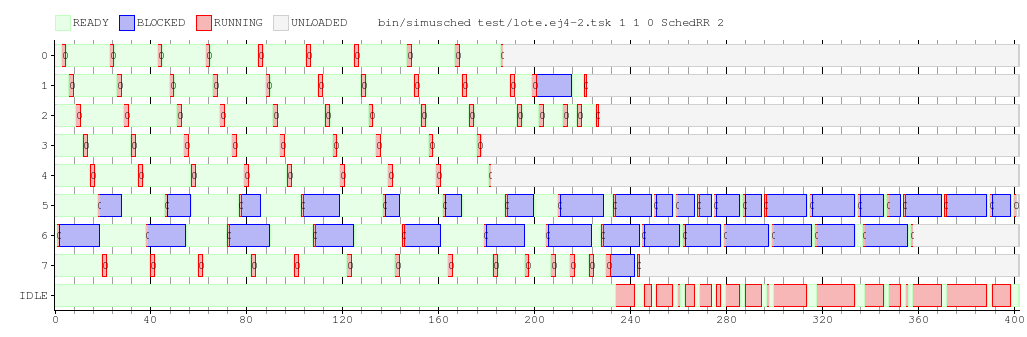 READY BLOCKED RUNNING UNLOADED bin/simusched test/lote.ej4-2.tsk 1 1 0 SchedRR 2
0
1
2
3
4
5
6
7
IDLE
0 40 80 120 160 200 240 280 320 360 400